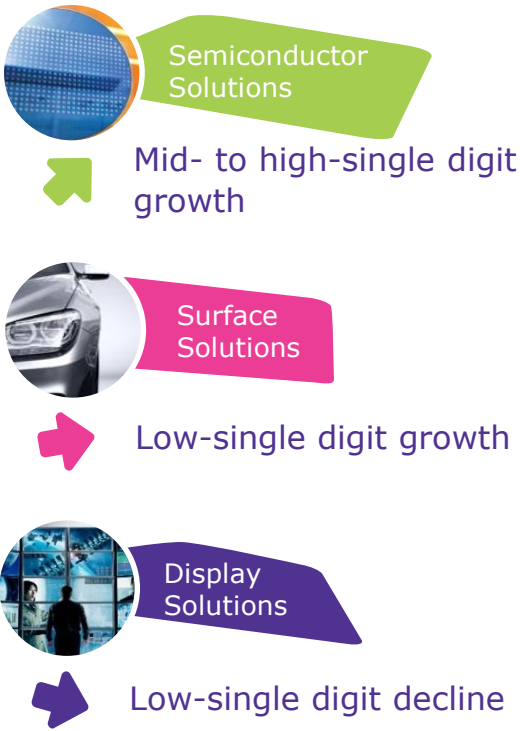 Semiconductor
Solutions
Mid- to high-single digit
growth
Surface
Solutions
Low-single digit growth
Display
Solutions
Low-single digit decline